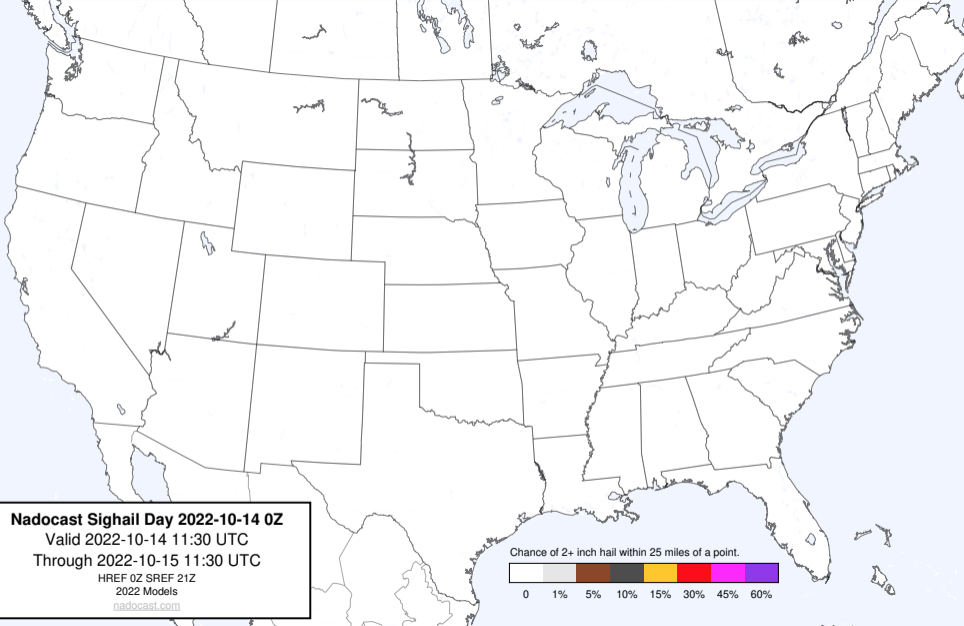 Nadocast Sighail Day 2022-10-14 0Z
Valid 2022-10-14 11:30 UTC
Through 2022-10-15 11:30 UTC
HREF 0Z SREF 21Z
2022 Models
nadocast.com
Chance of 2+ inch hail within 25 miles of a point.
0 1% 5% 10% 15% 30% 45% 60%